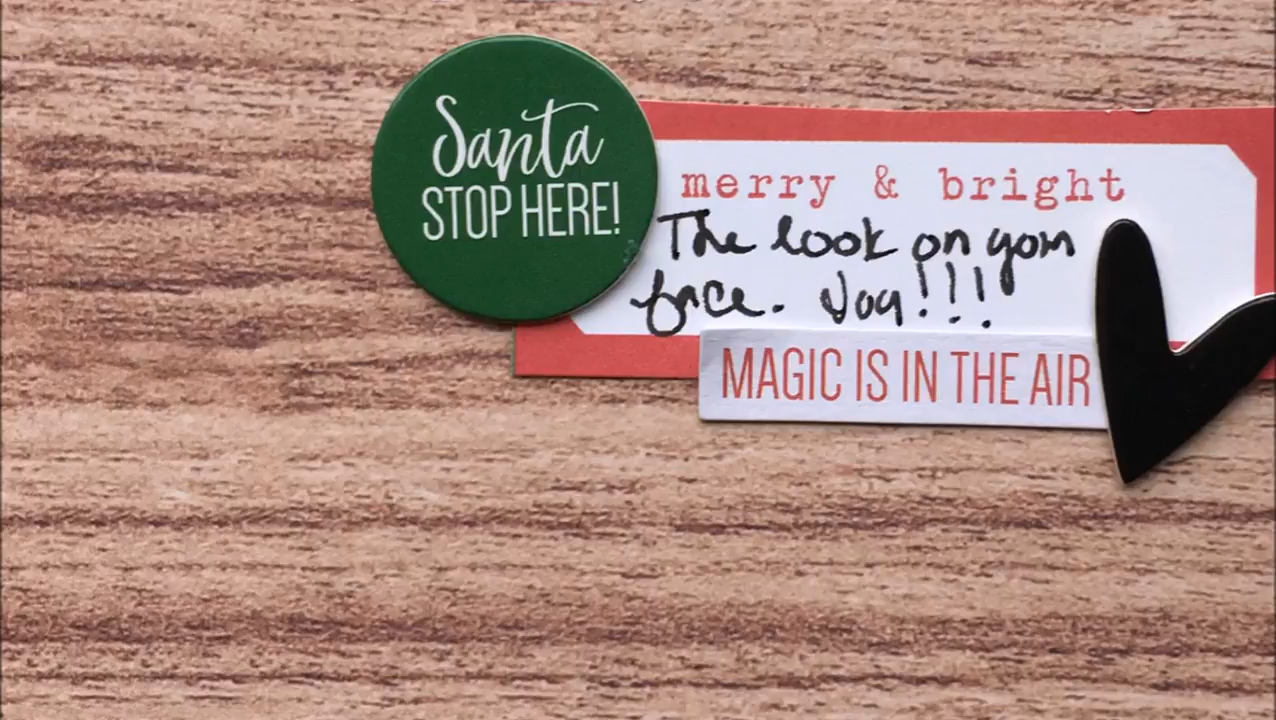 Santa
STOP HERE!
merry & bright
The look on your
face. Joy!!!
MAGIC IS IN THE AIR